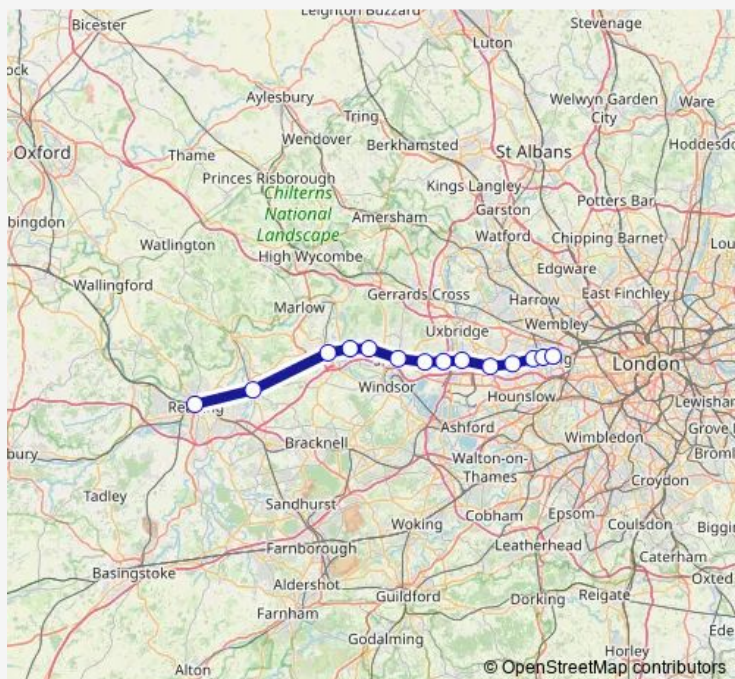 Leighton Buzzard
Bicester
Stevenage
Luton
ock
Aylesbury
Welwyn Garden
City
Ware
Tring
Wendover
Berkhamsted
St Albans
Hoddesdo
Oxford
Thame
Princes Risborough
Kings Langley
Chilterns
National
Landscape
Garston
Potters Bar
bingdon
Amersham
Watford
Chipping Barnet
Lou
Watlington
High Wycombe
Edgware
Wallingford
Gerrards Cross
Harrow
East Finchley
Marlow
Uxbridge
Wembley
London
Windsor
Re
g
Hounslow
Lewisham
Ashford
Wimbledon
Grove P
Bracknell
bury
Walton-on-
Thames
Broml
Croydon
Tadley
Sandhurst
Cobham
Epsom
Coulsdon
Biggin
Woking
Farnborough
Leatherhead
Caterham
Basingstoke
Aldershot
Oxted
Guildford
Dorking
Reigate
Farnham
Ede
Godalming
Horley
Alton
© OpenStreetMap contributors